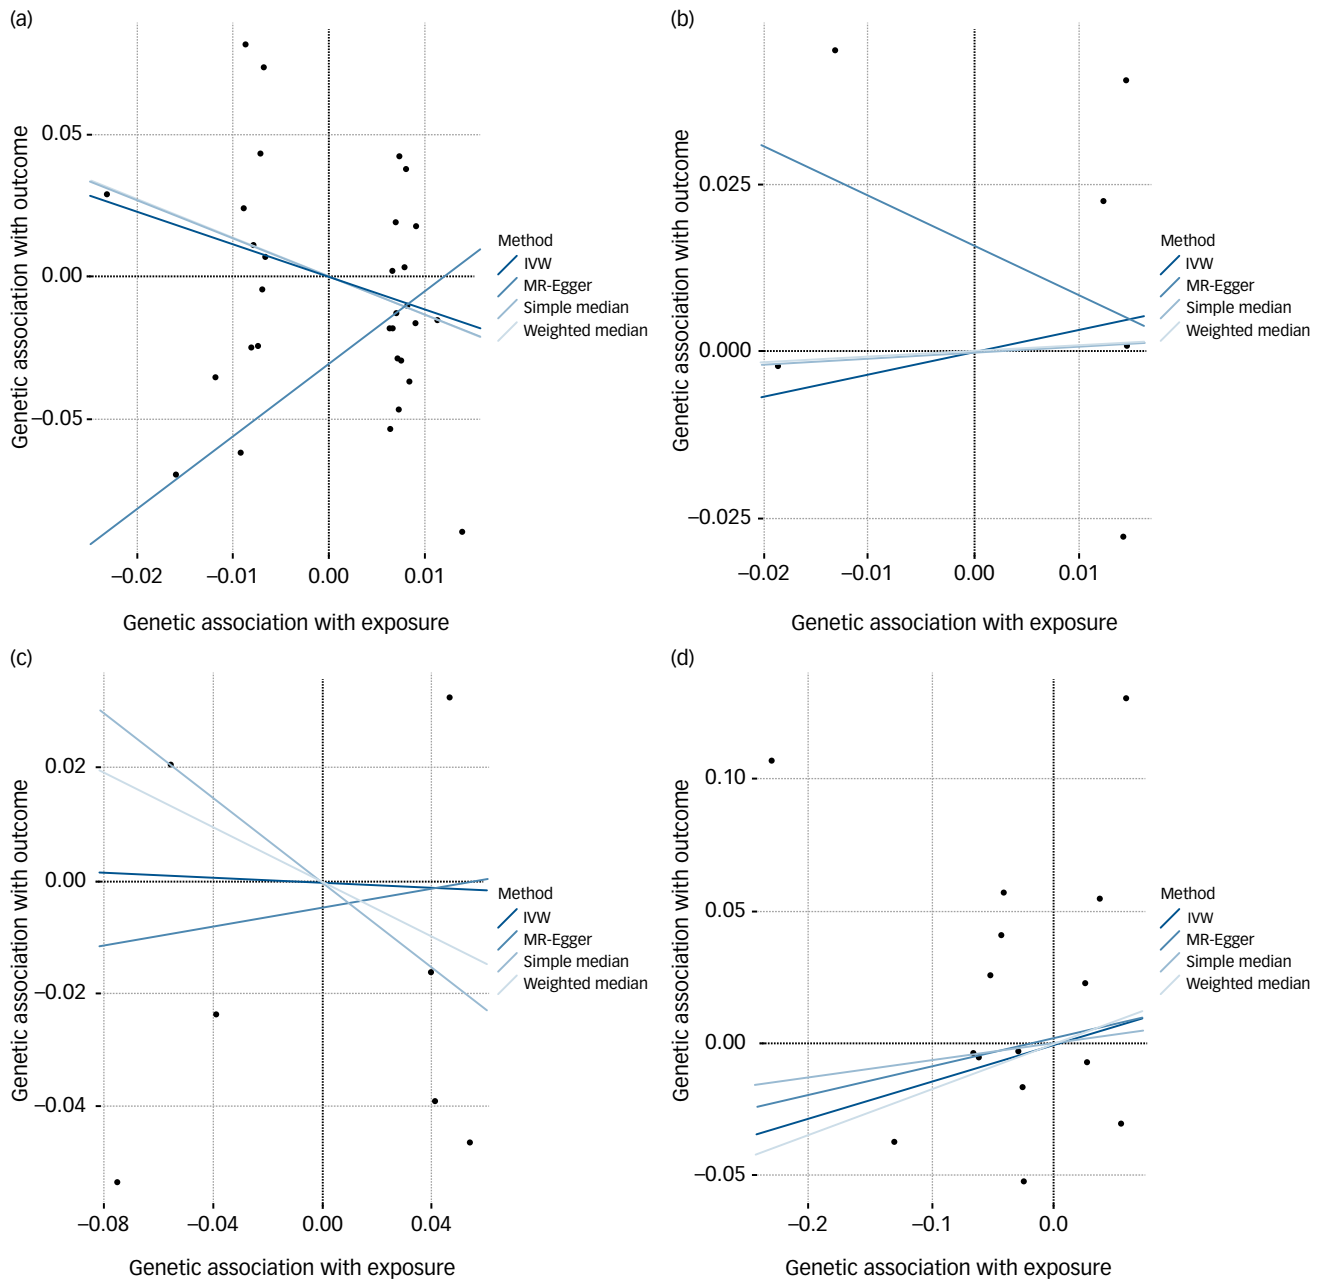 (a)
Genetic association with outcome
0.05
0.00
−0.05
−0.02
−0.01
0.00
0.01
Genetic association with exposure
Method
IVW
MR-Egger
Simple median
Weighted median
(b)
Genetic association with outcome
0.025
0.000
−0.025
−0.02
−0.01
0.00
0.01
Genetic association with exposure
Method
IVW
MR-Egger
Simple median
Weighted median
(c)
Genetic association with outcome
0.02
0.00
−0.02
−0.04
−0.08
−0.04
0.00
0.04
Genetic association with exposure
Method
IVW
MR-Egger
Simple median
Weighted median
(d)
Genetic association with outcome
0.10
0.05
0.00
−0.05
−0.2
−0.1
0.0
Genetic association with exposure
Method
IVW
MR-Egger
Simple median
Weighted median